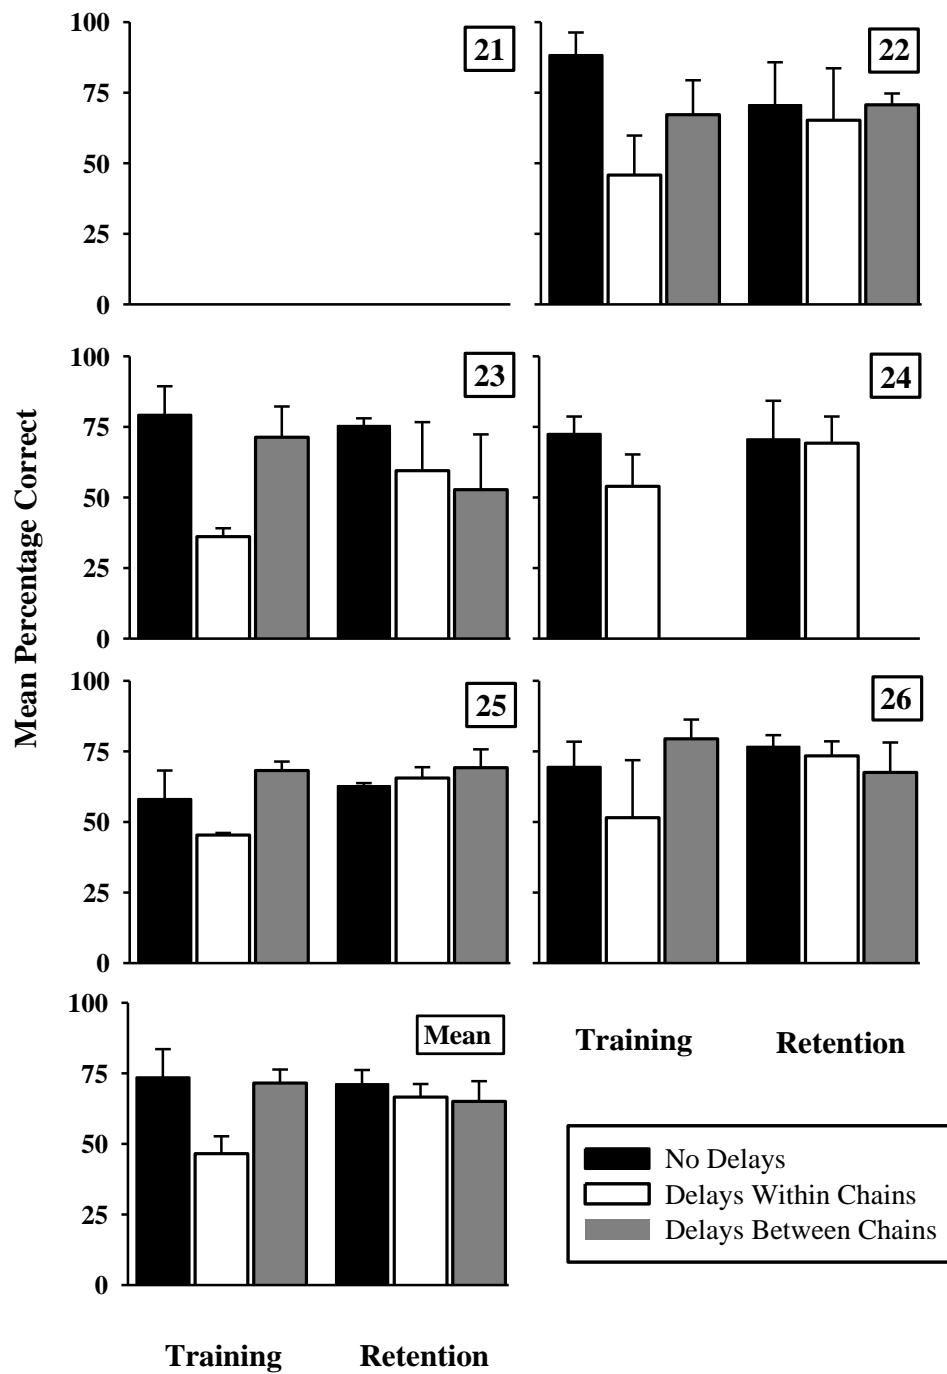 Mean Percentage Correct
100
75
50
25
0
21
22
100
75
50
25
0
23
24
100
75
50
25
0
25
26
100
75
50
25
0
Mean
Training
Retention
No Delays
Delays Within Chains
Delays Between Chains
Training
Retention